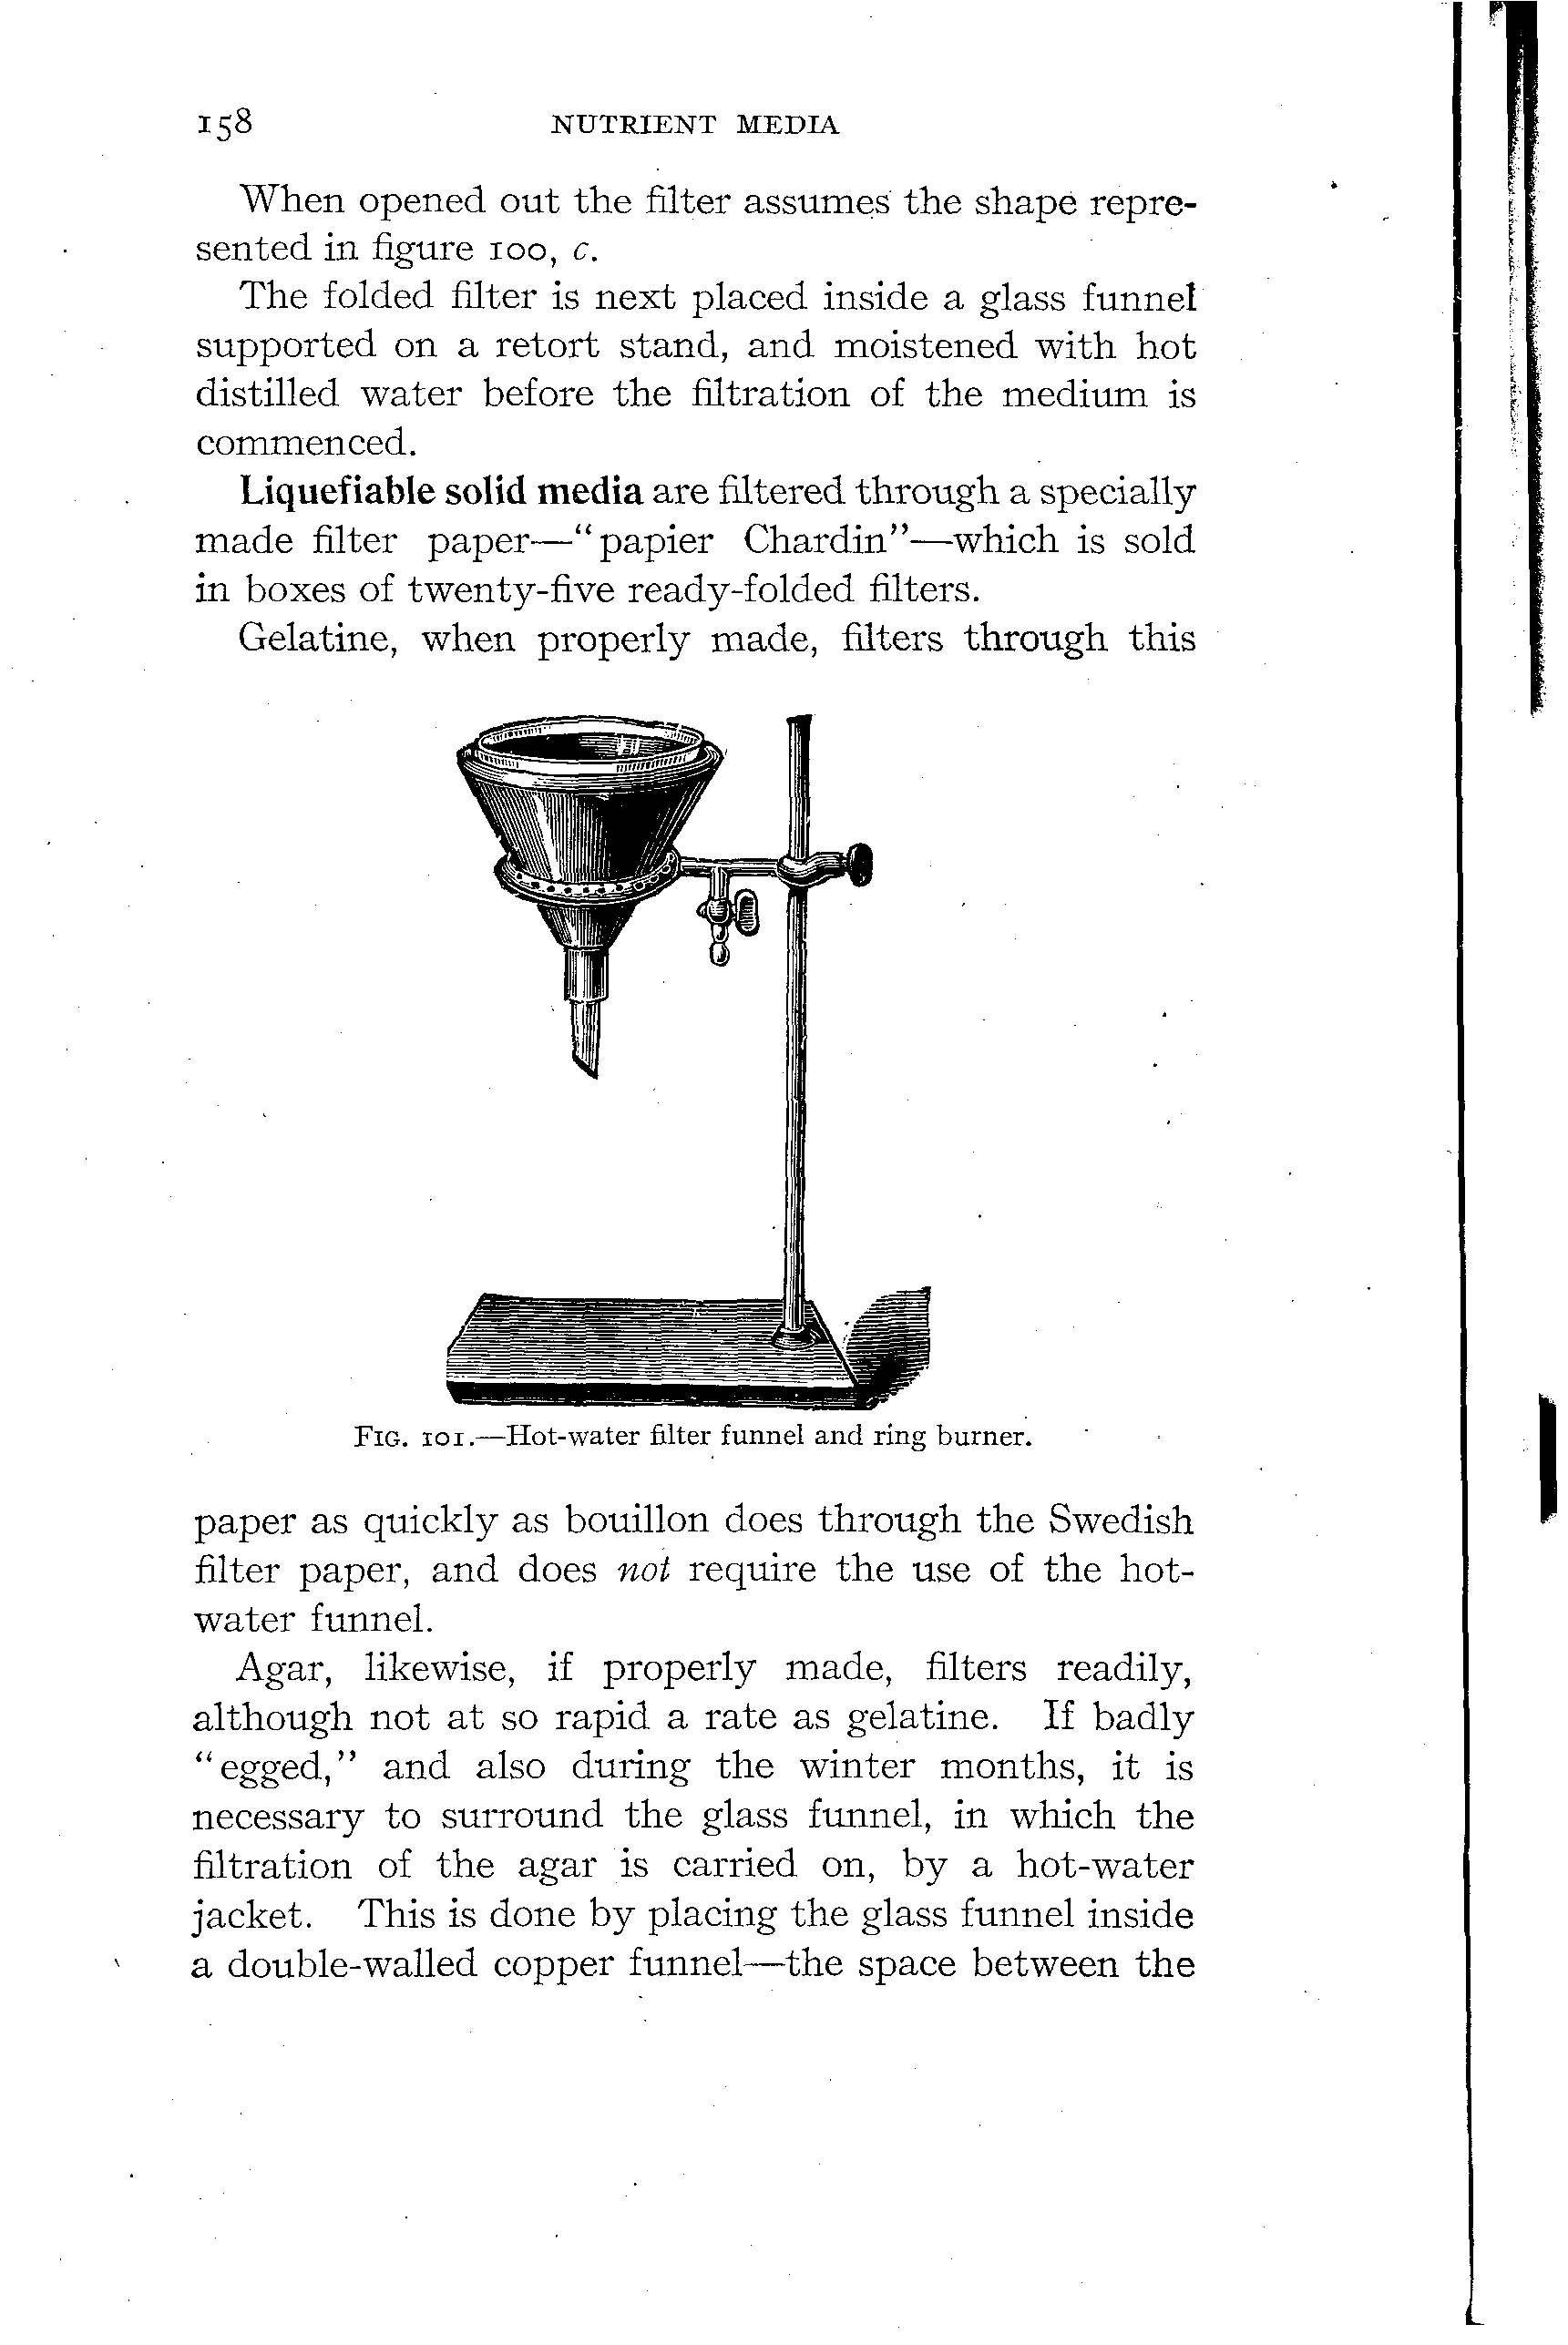 158 NUTRIENT MEDIA
When opened out the filter assumes the shape repre-
sented in figure 100, c.
The folded filter is next placed inside a glass funnel
supported on a retort stand, and moistened with hot
distilled water before the filtration of the medium is
commenced.
Liquefiable solid media are filtered through a specially
made filter paper—“papier Chardin”—which is sold
in boxes of twenty-five ready-folded filters.
Gelatine, when properly made, filters through this
FIG. 101.—Hot-water filter funnel and ring burner.
paper as quickly as bouillon does through the Swedish
filter paper, and does not require the use of the hot-
water funnel.
Agar, likewise, if properly made, filters readily,
although not at so rapid a rate as gelatine. If badly
“egged,” and also during the winter months, it is
necessary to surround the glass funnel, in which the
filtration of the agar is carried on, by a hot-water
jacket. This is done by placing the glass funnel inside
a double-walled copper funnel—the space between the